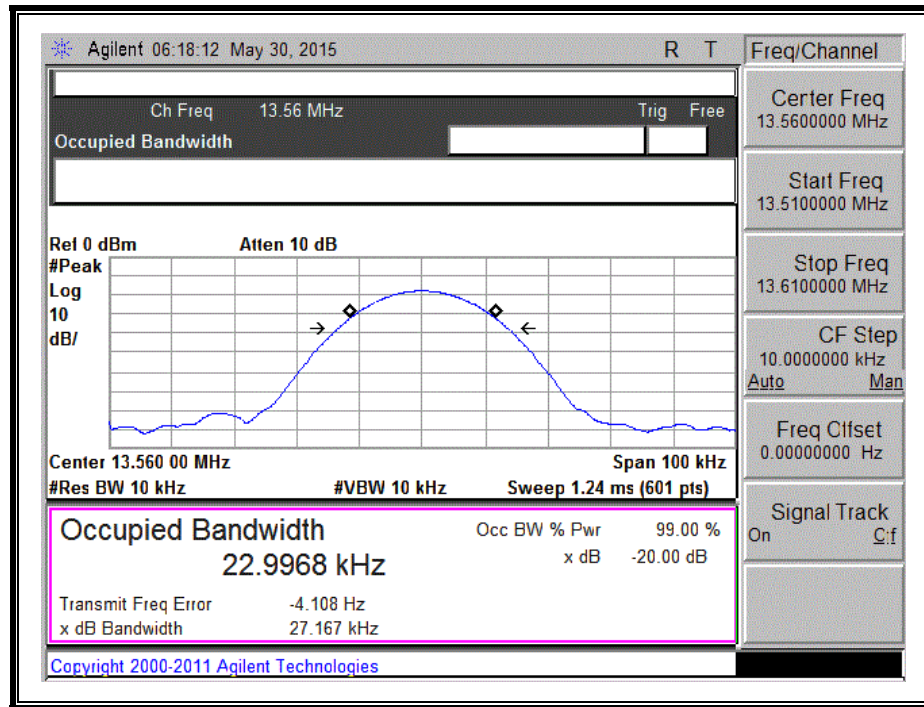 Agilent 06:18:12 May 30, 2015 R T
Freq/Channel
Ch Freq 13.56 MHz Trig Free
Occupied Bandwidth
Center Freq
13.5600000 MHz
Start Freq
13.5100000 MHz
Stop Freq
13.6100000 MHz
CF Step
10.0000000 kHz
Auto Man
Freq Offset
0.00000000 Hz
Signal Track
On Off
Ref 0 dBm Atten 10 dB
#Peak
Log
10
dB/
Center 13.560 00 MHz Span 100 kHz
#Res BW 10 kHz #VBW 10 kHz Sweep 1.24 ms (601 pts)
Occupied Bandwidth
22.9968 kHz
Occ BW % Pwr 99.00 %
x dB -20.00 dB
Transmit Freq Error -4.108 Hz
x dB Bandwidth 27.167 kHz
Copyright 2000-2011 Agilent Technologies